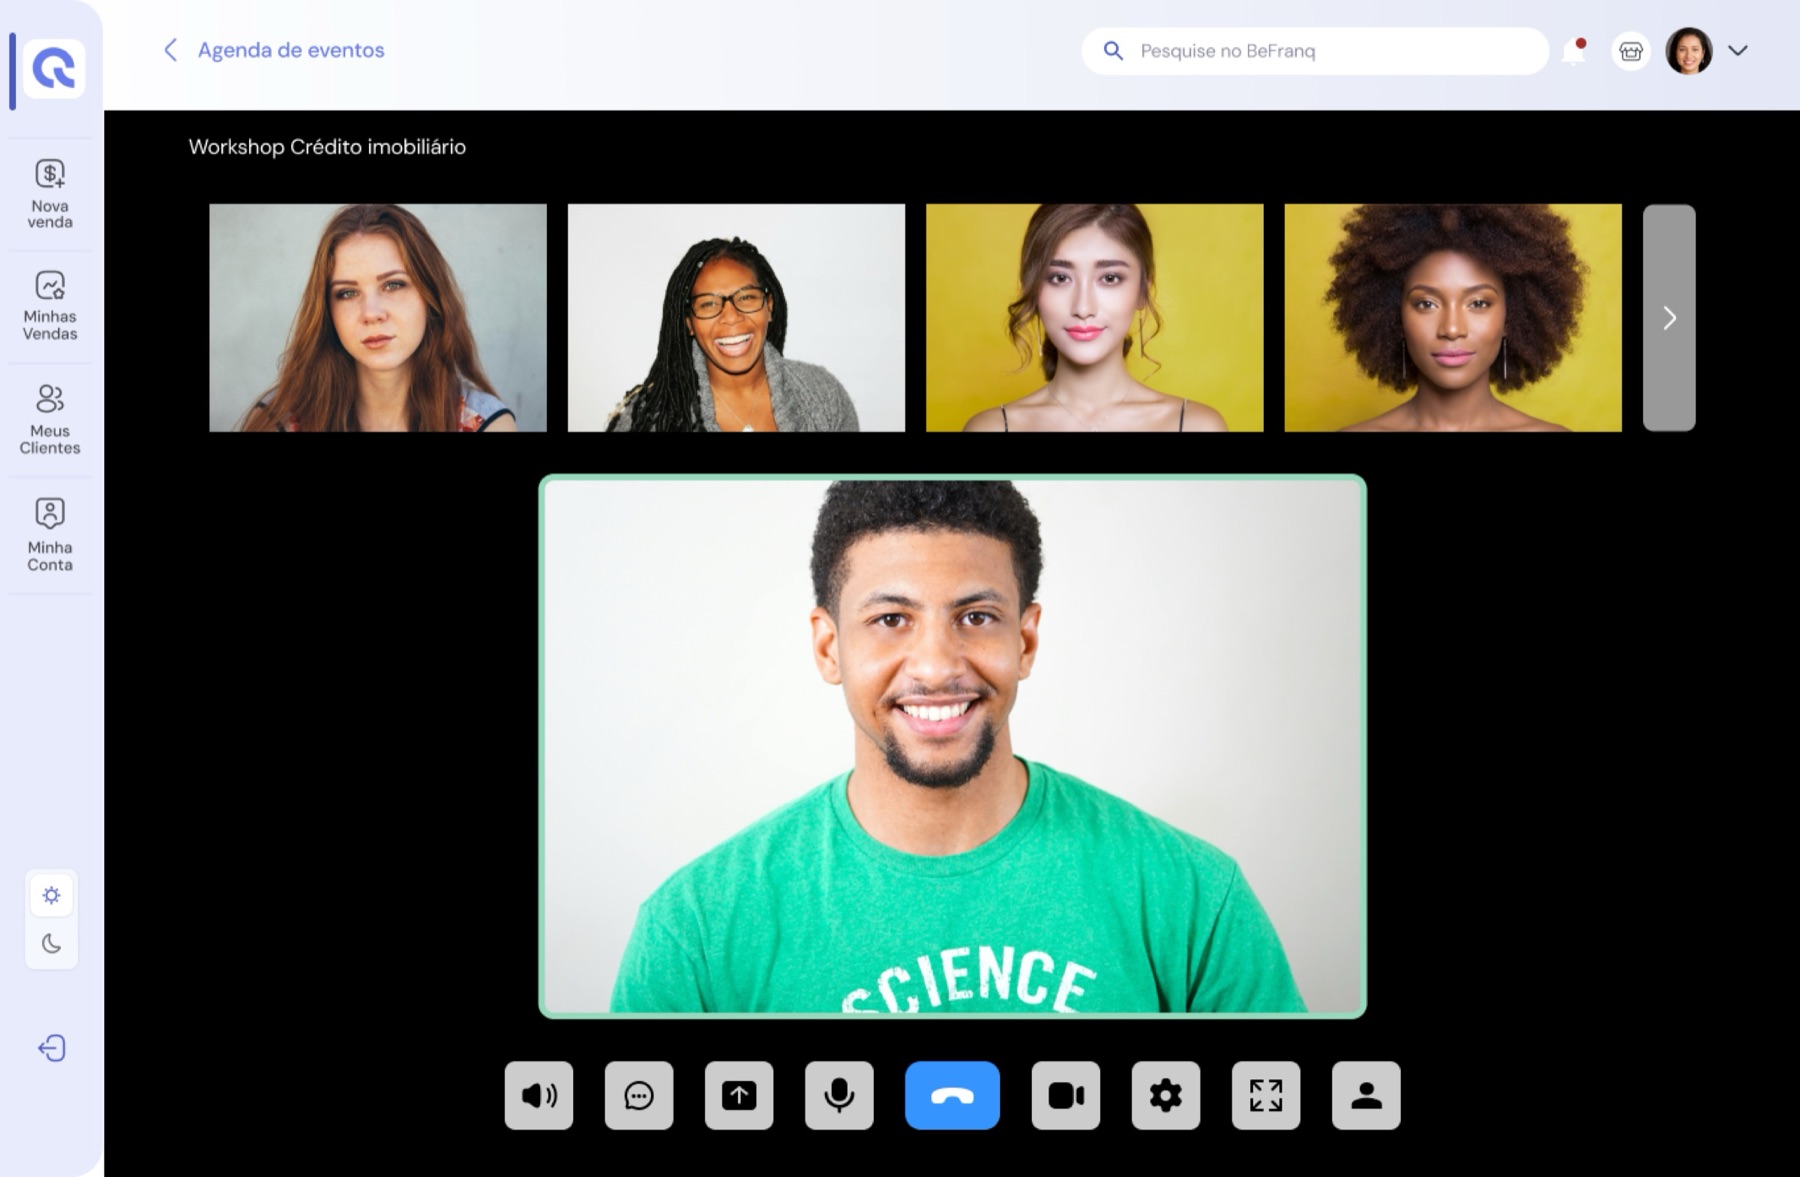 Agenda de eventos
Pesquise no BeFranq
Nova
venda
Minhas
Vendas
Meus
Clientes
Minha
Conta
Workshop Crédito imobiliário
SCIENCE